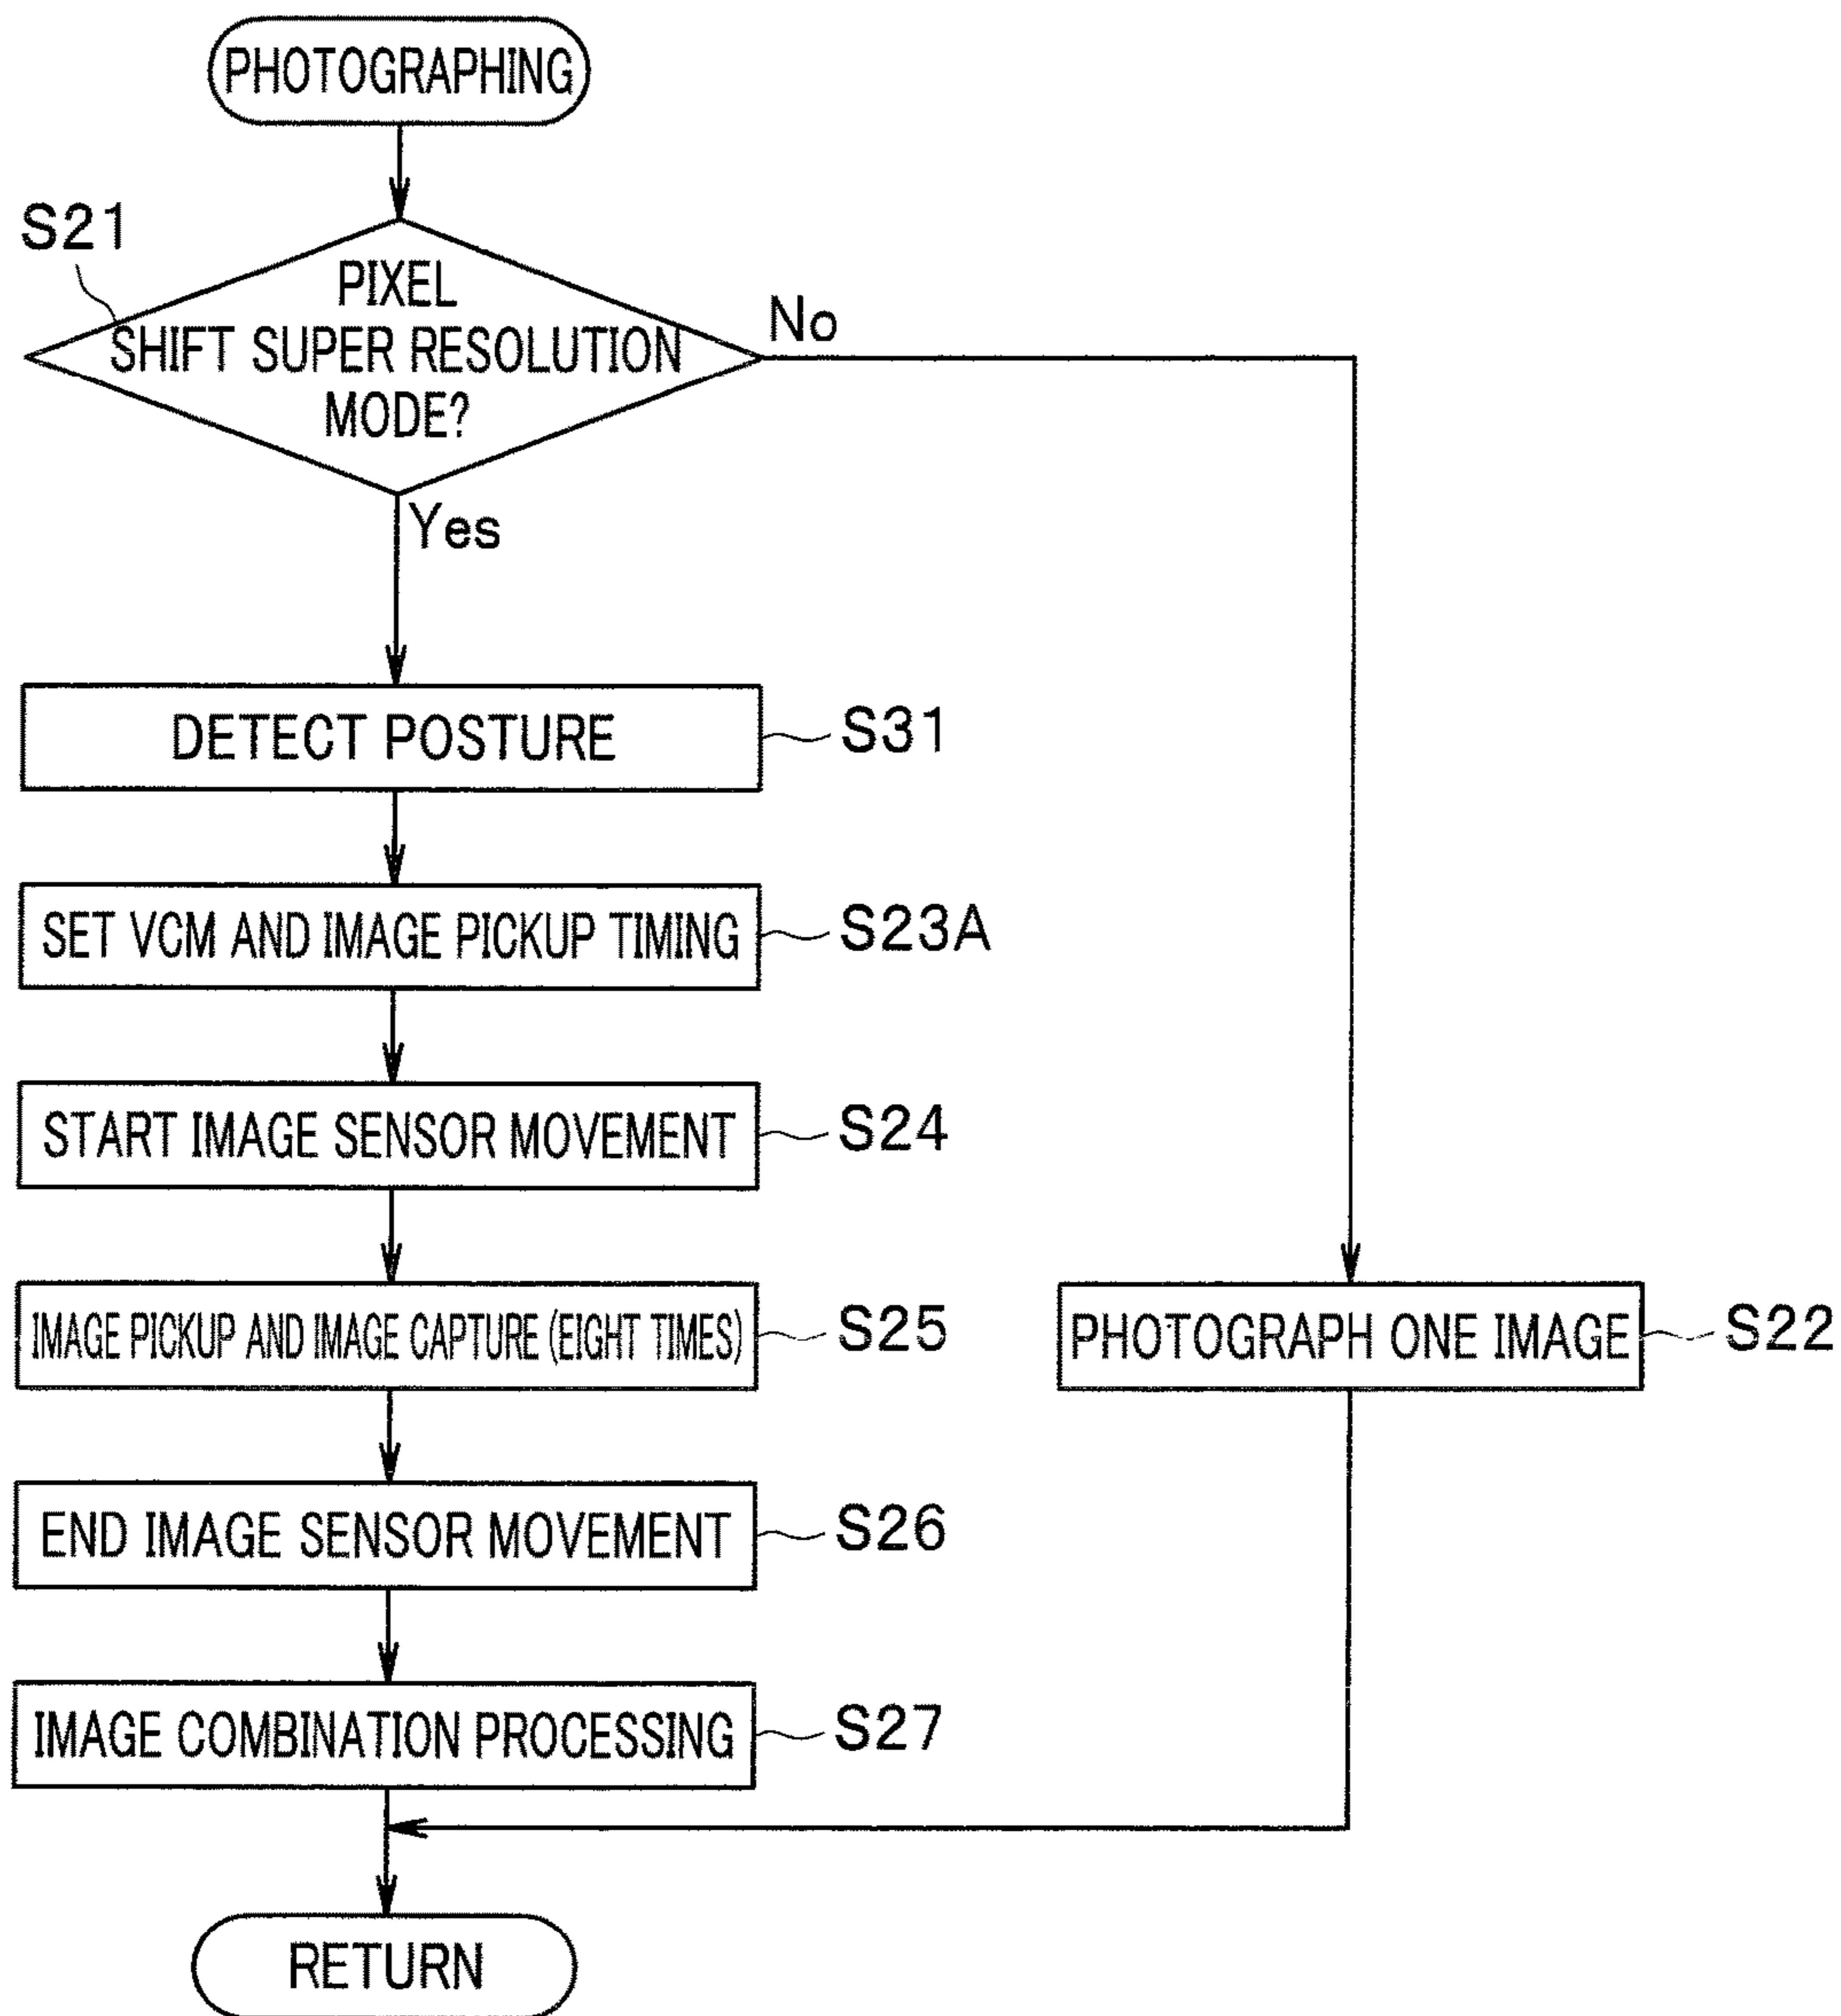 PHOTOGRAPHING
S21
PIXEL
SHIFT SUPER RESOLUTION
MODE?
No
Yes
DETECT POSTURE
S31
SET VCM AND IMAGE PICKUP TIMING
S23A
START IMAGE SENSOR MOVEMENT
S24
IMAGE PICKUP AND IMAGE CAPTURE (EIGHT TIMES)
S25
PHOTOGRAPH ONE IMAGE
S22
END IMAGE SENSOR MOVEMENT
S26
IMAGE COMBINATION PROCESSING
S27
RETURN